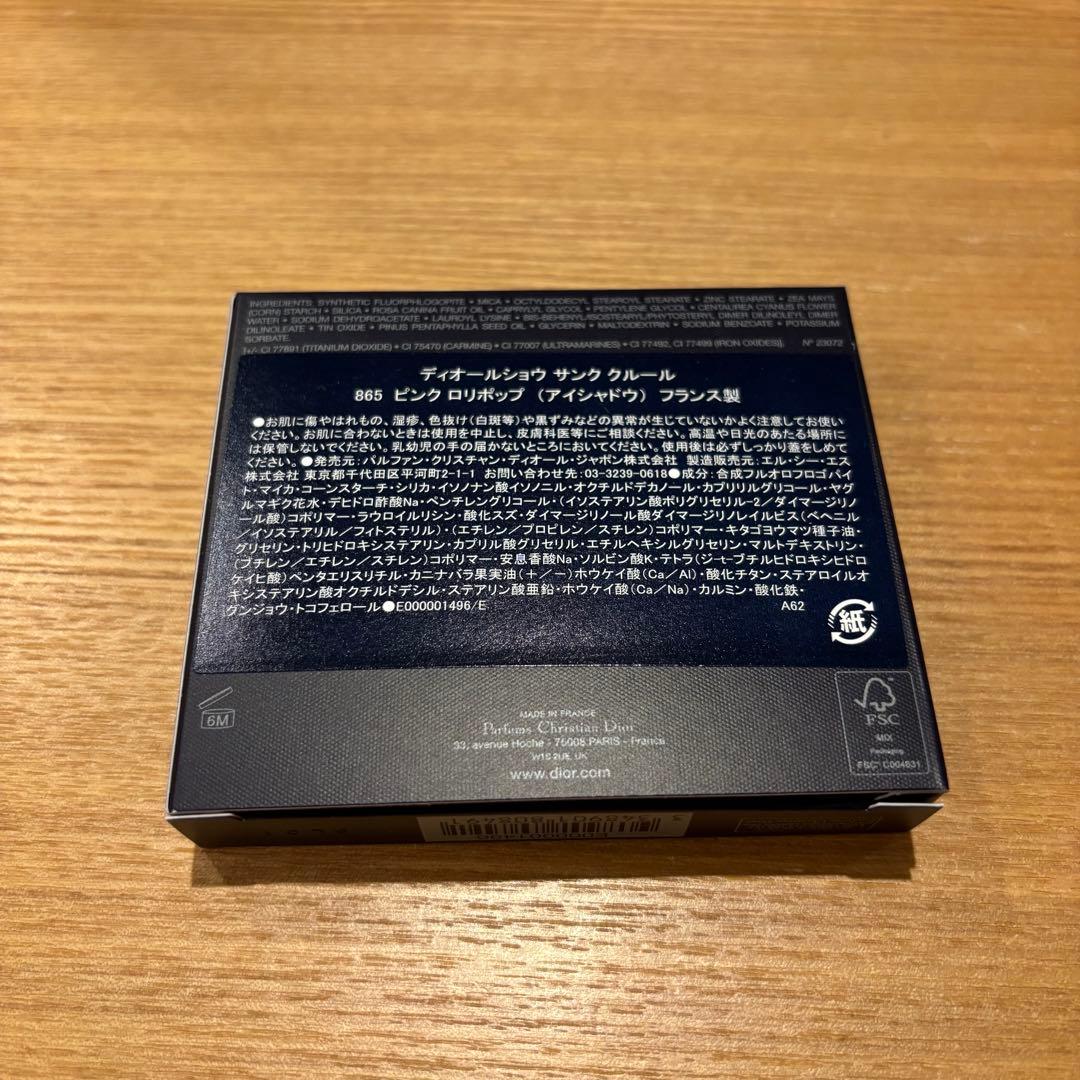 INGREDIENTS: SYNTHETIC FLUORPHLOGOPITE • MICA • OCTYLDODECYL STEAROYL STEARATE • ZINC STEARATE • ZEA MAYS
(CORN) STARCH • SILICA • ROSA CANINA FRUIT OIL • CAPRYLYL GLYCOL • PENTYLENE GLYCOL • CENTAUREA CYANUS FLOWER
WATER • SODIUM DEHYDROACETATE • LAUROYL LYSINE • BIS-BEHENYL/ISOSTEARYL/PHYTOSTERYL DIMER DILINOLEYL DIMER
DILINOLEATE • TIN OXIDE • PINUS PENTAPHYLLA SEED OIL • GLYCERIN • MALTODEXTRIN • SODIUM BENZOATE • POTASSIUM
SORBATE.
[+/- CI 77891 (TITANIUM DIOXIDE) • CI 75470 (CARMINE) • CI 77007 (ULTRAMARINES) • CI 77492, CI 77499 (IRON OXIDES)]. N° 23072
ディオールショウ サンク クルール
865 ピンク ロリポップ (アイシャドウ) フランス製
●お肌に傷やはれもの、湿疹、色抜け(白斑等)や黒ずみなどの異常が生じていないかよく注意してお使い
ください。お肌に合わないときは使用を中止し、皮膚科医等にご相談ください。高温や日光のあたる場所に
は保管しないでください。乳幼児の手の届かないところにおいてください。使用後は必ずしっかり蓋をしめて
ください。●発売元:パルファン・クリスチャン・ディオール・ジャポン株式会社 製造販売元:エル・シー・エス
株式会社 東京都千代田区平河町2-1-1 お問い合わせ先:03-3239-0618●成分:合成フルオロフロゴパイ
ト・マイカ・コーンスターチ・シリカ・イソノナン酸イソノニル・オクチルドデカノール・カプリリルグリコール・ヤグ
ルマギク花水・デヒドロ酢酸Na・ペンチレングリコール・(イソステアリン酸ポリグリセリル-2/ダイマージリノ
ール酸)コポリマー・ラウロイルリシン・酸化スズ・ダイマージリノール酸ダイマージリノレイルビス(ベヘニル
/イソステアリル/フィトステリル)・(エチレン/プロピレン/スチレン)コポリマー・キタゴヨウマツ種子油・
グリセリン・トリヒドロキシステアリン・カプリル酸グリセリル・エチルヘキシルグリセリン・マルトデキストリン・
(ブチレン/エチレン/スチレン)コポリマー・安息香酸Na・ソルビン酸K・テトラ(ジ-t-ブチルヒドロキシヒドロ
ケイヒ酸)ペンタエリスリチル・カニナバラ果実油(+/-)ホウケイ酸(Ca/Al)・酸化チタン・ステアロイルオ
キシステアリン酸オクチルドデシル・ステアリン酸亜鉛・ホウケイ酸(Ca/Na)・カルミン・酸化鉄・
グンジョウ・トコフェロール●E000001496/E A62
紙
6M
MADE IN FRANCE
Parfums Christian Dior
33, avenue Hoche - 75008 PARIS - France
W1S 2UE, UK
www.dior.com
FSC
MIX
Packaging
FSC® C004831
3 348901 808491
E000001496